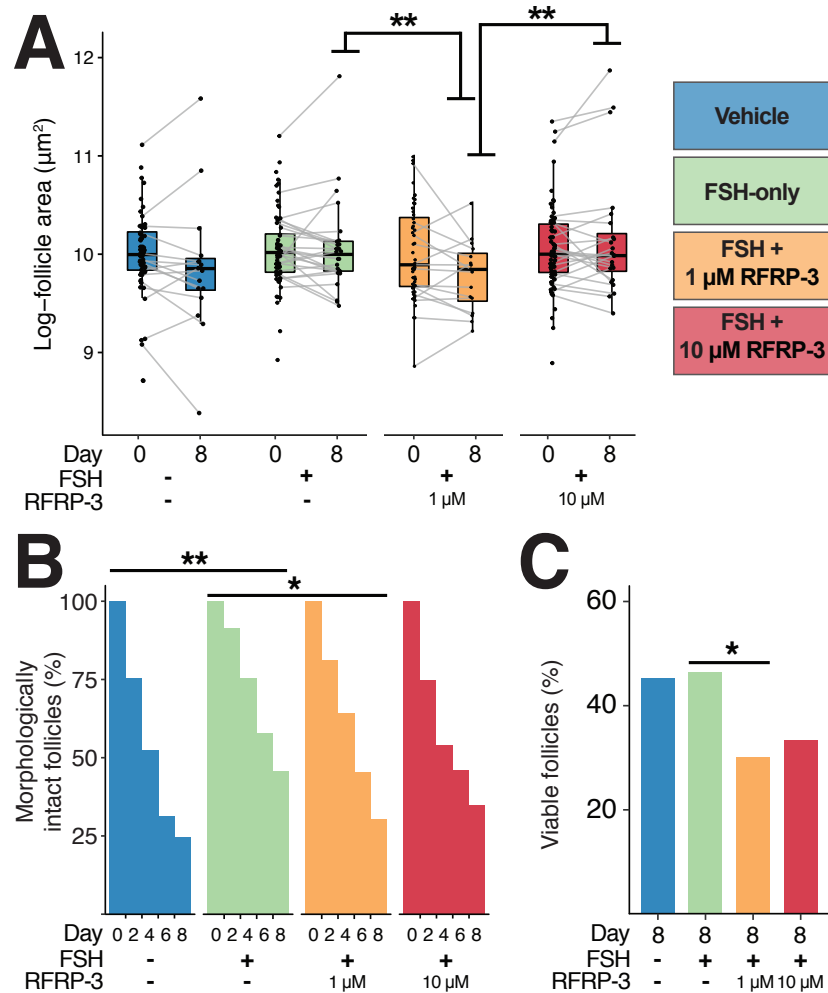 A
Log−follicle area (µm²)
12
11
10
9
**
**
Vehicle
FSH-only
FSH +
1 µM RFRP-3
FSH +
10 µM RFRP-3
Day 0 8 0 8 0 8 0 8
FSH - + + +
RFRP-3 - - 1 µM 10 µM
B
Morphologically
intact follicles (%)
100
75
50
25
**
*
Day 0 2 4 6 8 0 2 4 6 8 0 2 4 6 8 0 2 4 6 8
FSH - + + +
RFRP-3 - - 1 µM 10 µM
C
Viable follicles (%)
60
40
20
*
Day 8 8 8 8
FSH - + + +
RFRP-3 - - 1 µM 10 µM